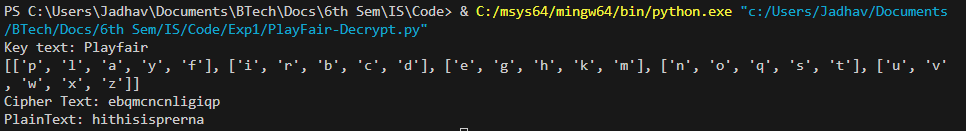 PS C:\Users\Jadhav\Documents\BTech\Docs\6th Sem\IS\Code> & C:/msys64/mingw64/bin/python.exe "c:/Users/Jadhav/Documents
/BTech/Docs/6th Sem/IS/Code/Exp1/PlayFair-Decrypt.py"
Key text: Playfair
[['p', 'l', 'a', 'y', 'f'], ['i', 'r', 'b', 'c', 'd'], ['e', 'g', 'h', 'k', 'm'], ['n', 'o', 'q', 's', 't'], ['u', 'v'
, 'w', 'x', 'z']]
Cipher Text: ebqmcncnligiqp
PlainText: hithisisprerna